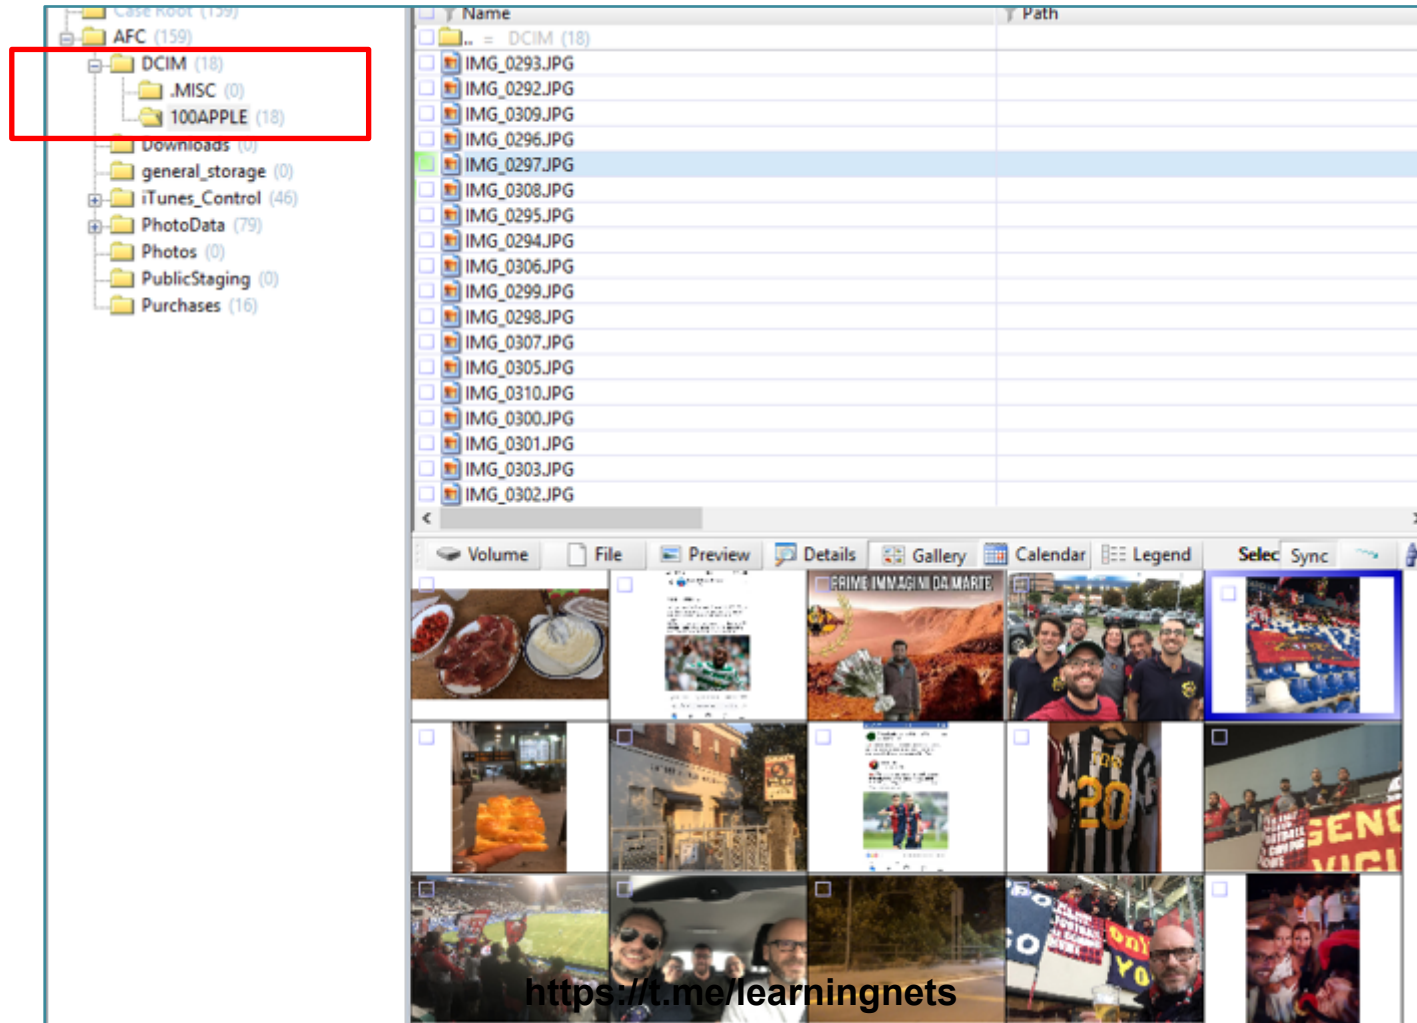 Case Root (159)
AFC (159)
DCIM (18)
.MISC (0)
100APPLE (18)
Downloads (0)
general_storage (0)
iTunes_Control (46)
PhotoData (79)
Photos (0)
PublicStaging (0)
Purchases (16)
Name Path
.. = DCIM (18)
IMG_0293.JPG
IMG_0292.JPG
IMG_0309.JPG
IMG_0296.JPG
IMG_0297.JPG
IMG_0308.JPG
IMG_0295.JPG
IMG_0294.JPG
IMG_0306.JPG
IMG_0299.JPG
IMG_0298.JPG
IMG_0307.JPG
IMG_0305.JPG
IMG_0310.JPG
IMG_0300.JPG
IMG_0301.JPG
IMG_0303.JPG
IMG_0302.JPG
Volume File Preview Details Gallery Calendar Legend Selec Sync
PRIME IMMAGINI DA MARTE
20
https://t.me/learningnets